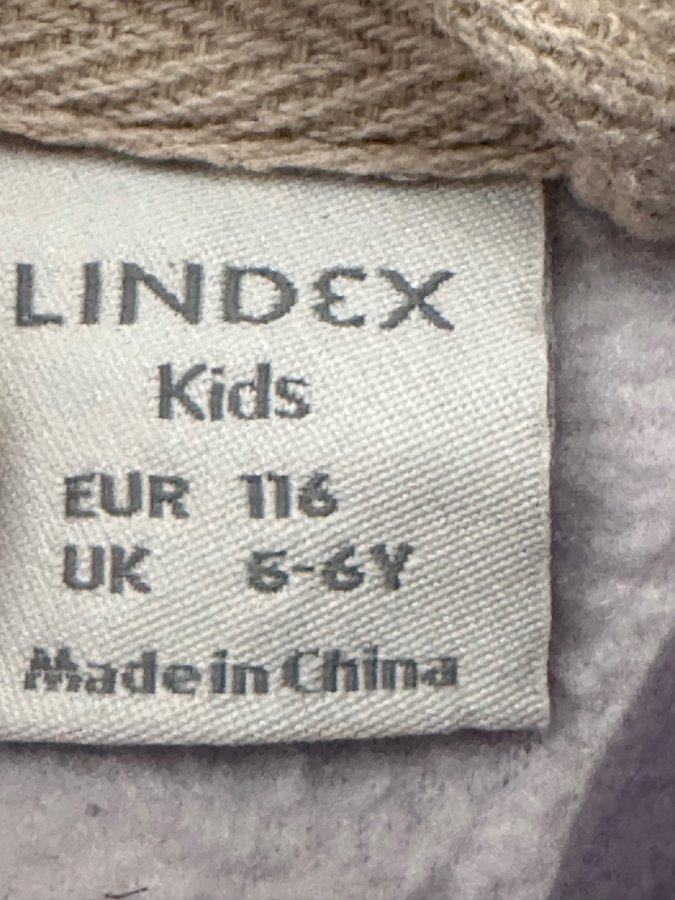 LINDEX
Kids
EUR 116
UK 5-6Y
Made in China